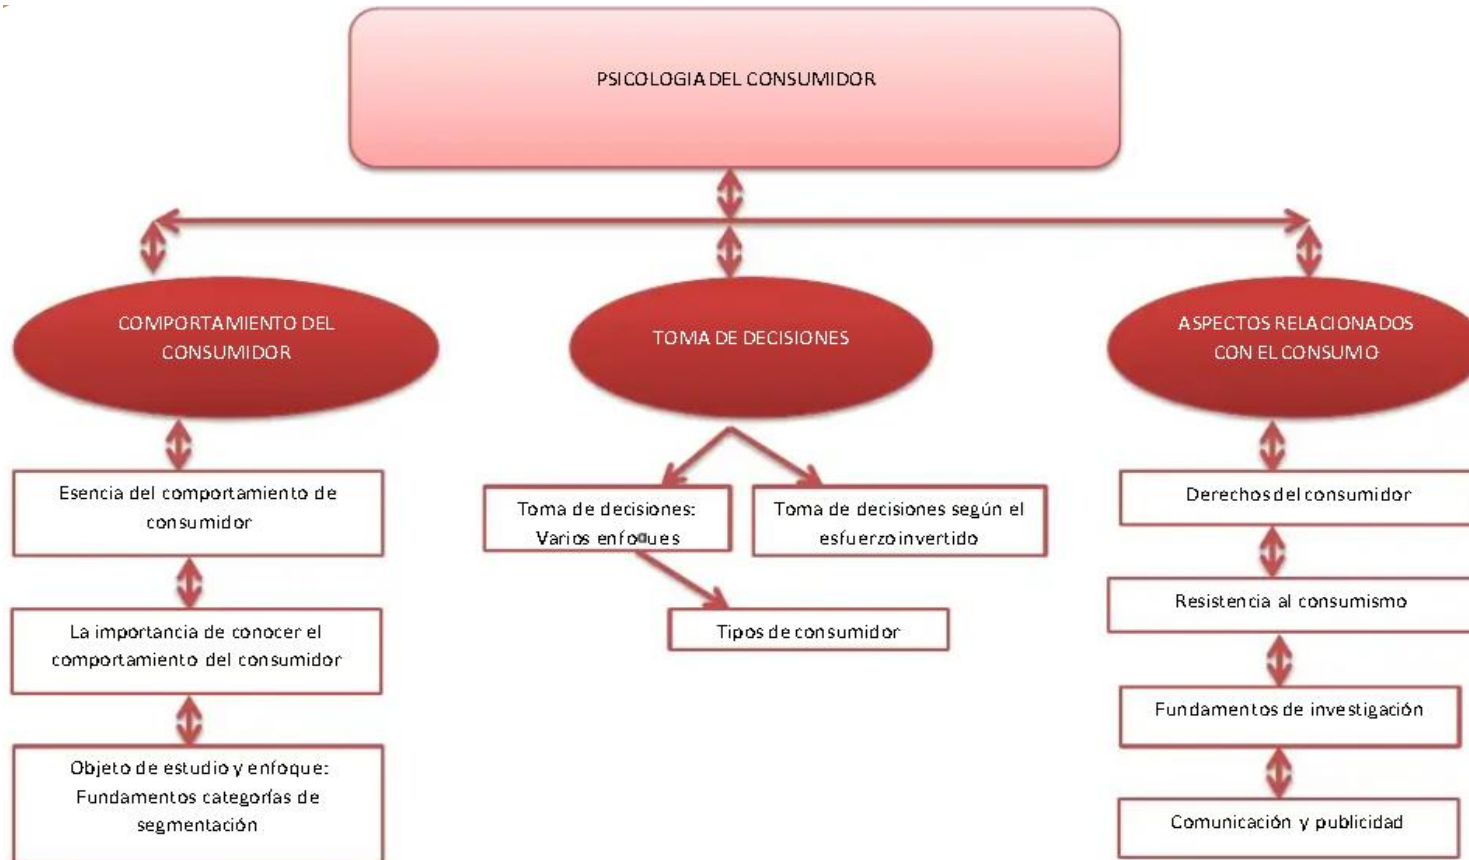 PSICOLOGIA DEL CONSUMIDOR
COMPORTAMIENTO DEL
CONSUMIDOR
TOMA DE DECISIONES
ASPECTOS RELACIONADOS
CON EL CONSUMO
Esencia del comportamiento de
consumidor
La importancia de conocer el
comportamiento del consumidor
Objeto de estudio y enfoque:
Fundamentos categorías de
segmentación
Toma de decisiones:
Varios enfoques
Toma de decisiones según el
esfuerzo invertido
Tipos de consumidor
Derechos del consumidor
Resistencia al consumismo
Fundamentos de investigación
Comunicación y publicidad